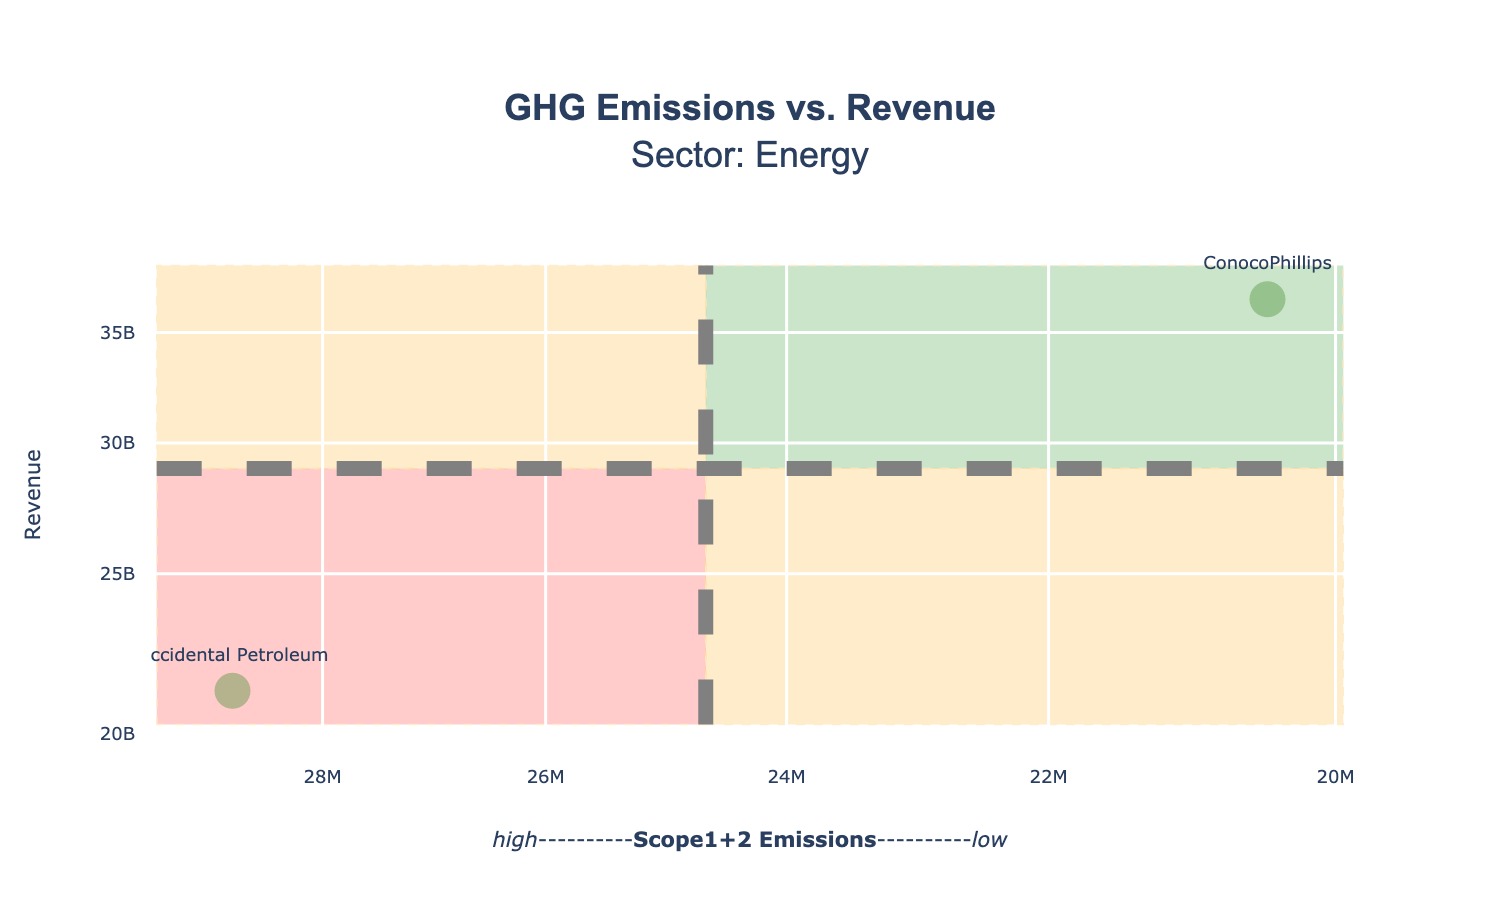 GHG Emissions vs. Revenue
Sector: Energy
ConocoPhillips
35B
30B
Revenue
25B
ccidental Petroleum
20B
28M 26M 24M 22M 20M
high----------Scope1+2 Emissions----------low